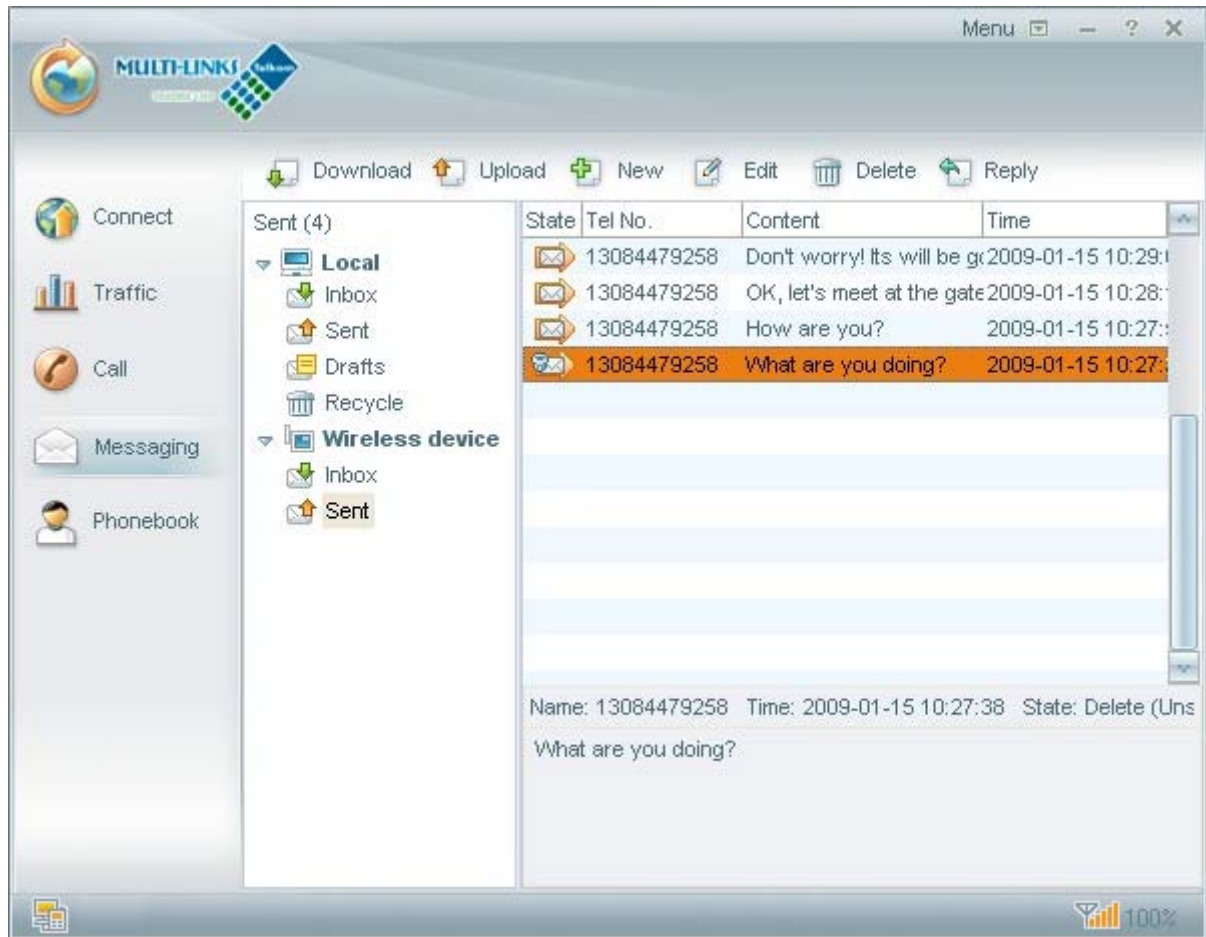 Menu
MULTI-LINKS Telkom
Download Upload New Edit Delete Reply
Connect
Traffic
Call
Messaging
Phonebook
Sent (4)
Local
Inbox
Sent
Drafts
Recycle
Wireless device
Inbox
Sent
State Tel No. Content Time
13084479258 Don't worry! Its will be 2009-01-15 10:29:
13084479258 OK, let's meet at the gate 2009-01-15 10:28:
13084479258 How are you? 2009-01-15 10:27:
13084479258 What are you doing? 2009-01-15 10:27:
Name: 13084479258 Time: 2009-01-15 10:27:38 State: Delete (Uns
What are you doing?
100%